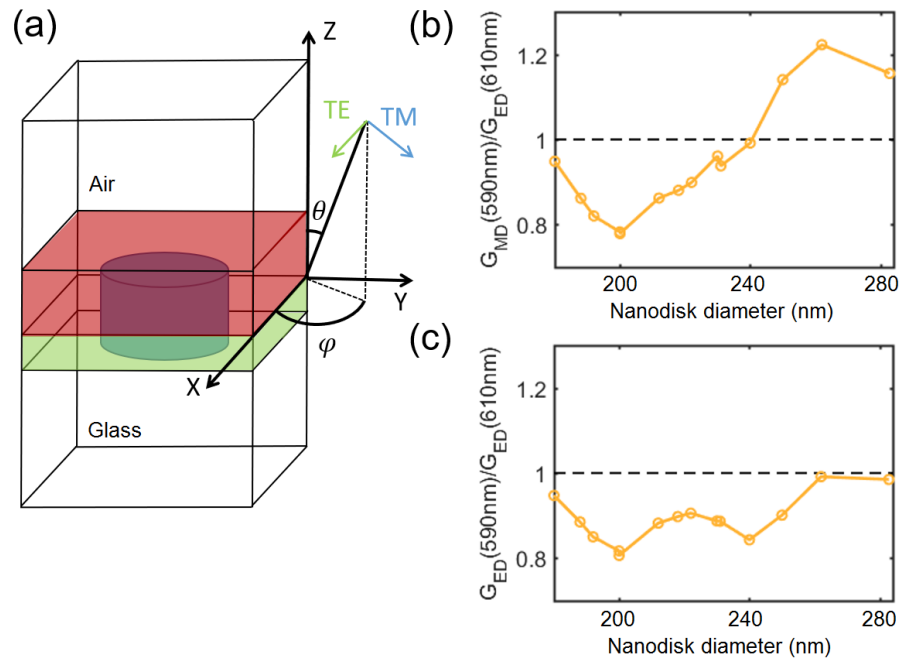 (a)
Z
TE
TM
Air
θ
Y
φ
X
Glass
(b)
G_MD(590nm)/G_ED(610nm)
1.2
1
0.8
200
240
280
Nanodisk diameter (nm)
(c)
G_ED(590nm)/G_ED(610nm)
1.2
1
0.8
200
240
280
Nanodisk diameter (nm)